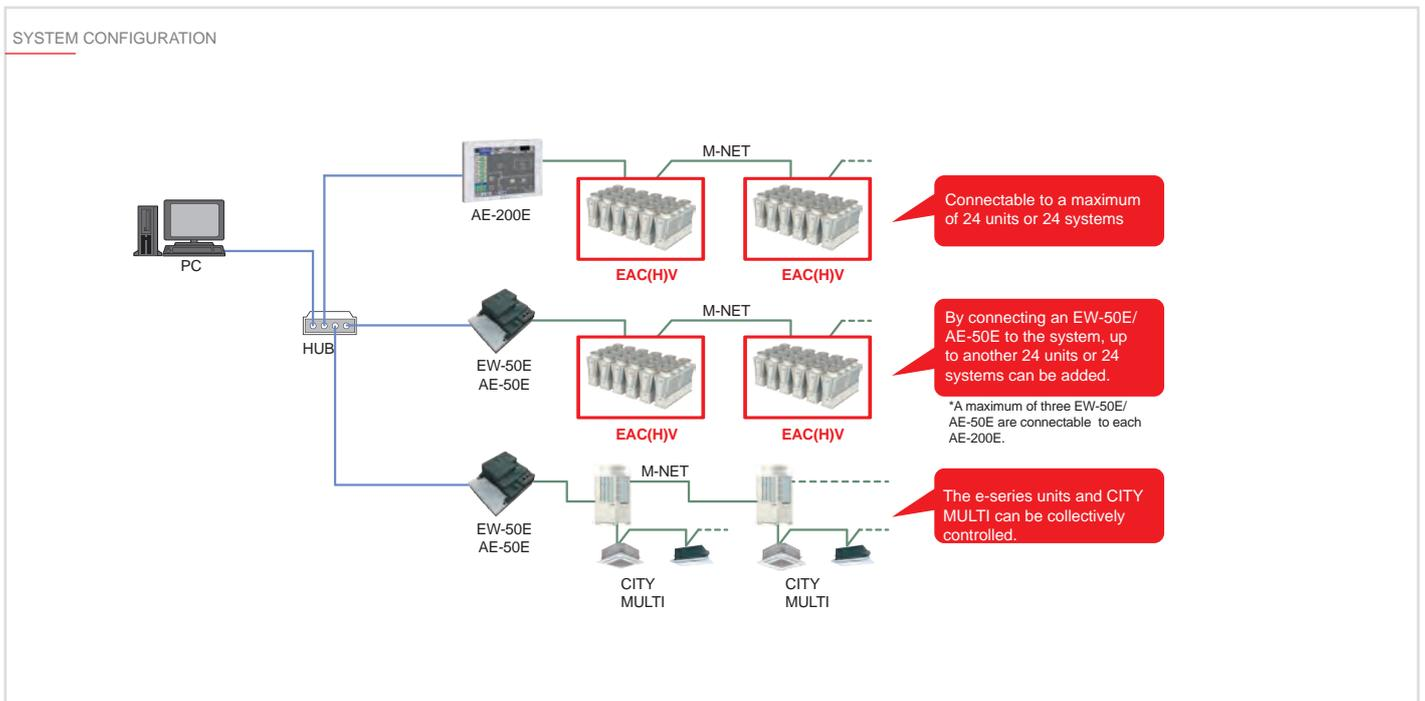 SYSTEM CONFIGURATION
M-NET
AE-200E
PC
EAC(H)V
EAC(H)V
Connectable to a maximum
of 24 units or 24 systems
HUB
M-NET
EW-50E
AE-50E
EAC(H)V
EAC(H)V
By connecting an EW-50E/
AE-50E to the system, up
to another 24 units or 24
systems can be added.
*A maximum of three EW-50E/
AE-50E are connectable to each
AE-200E.
M-NET
EW-50E
AE-50E
CITY
MULTI
CITY
MULTI
The e-series units and CITY
MULTI can be collectively
controlled.